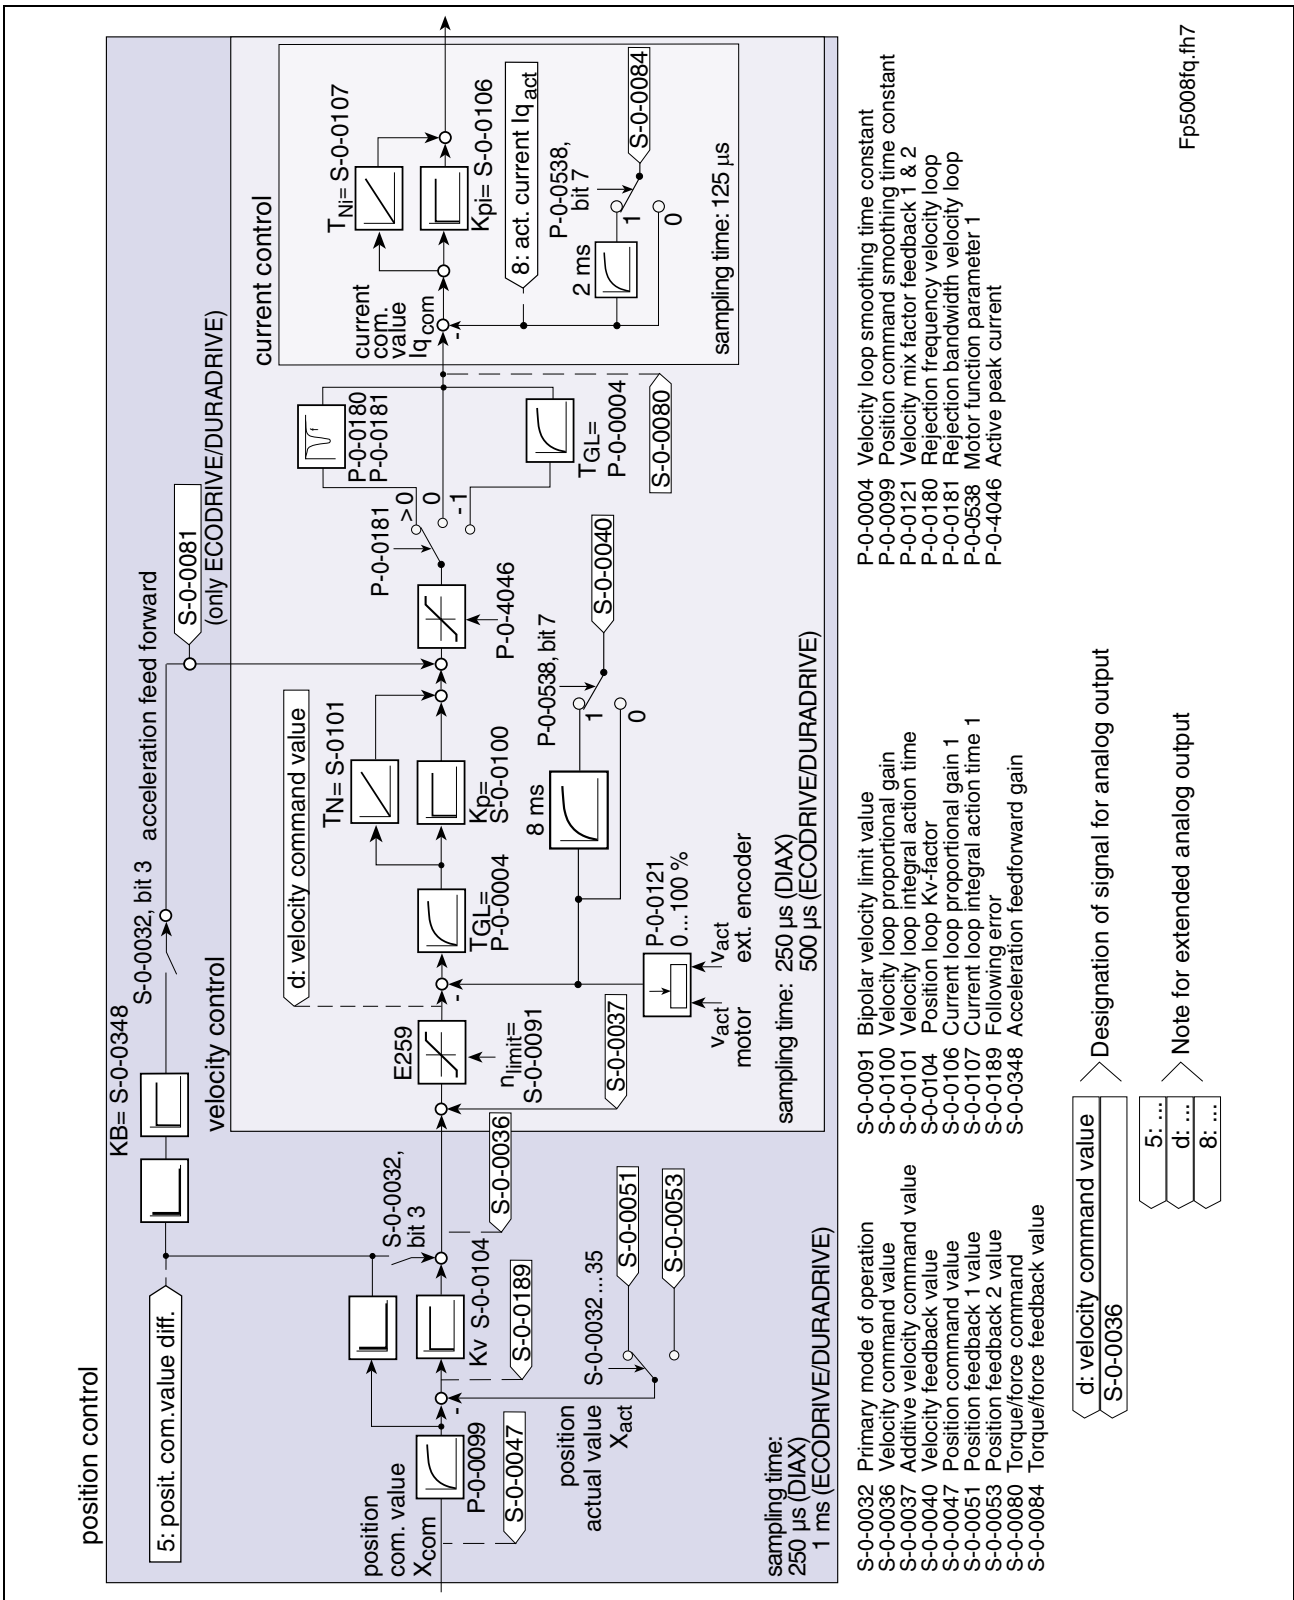 position control
5: posit. com.value diff.
KB= S-0-0348
S-0-0032, bit 3
acceleration feed forward
S-0-0081
(only ECODRIVE/DURADRIVE)
velocity control
current control
position
com. value
Xcom
P-0-0099
S-0-0047
Kv S-0-0104
S-0-0189
S-0-0032,
bit 3
S-0-0036
position
actual value
Xact
S-0-0032 ...35
S-0-0051
S-0-0053
sampling time:
250 µs (DIAX)
1 ms (ECODRIVE/DURADRIVE)
E259
nlimit=
S-0-0091
S-0-0037
d: velocity command value
-
TGL=
P-0-0004
TN= S-0101
Kp=
S-0-0100
vact
motor
vact
ext. encoder
P-0-0121
0...100 %
8 ms
P-0-0538, bit 7
1
0
S-0-0040
sampling time: 250 µs (DIAX)
500 µs (ECODRIVE/DURADRIVE)
P-0-4046
P-0-0181
>0
0
-1
f
P-0-0180
P-0-0181
TGL=
P-0-0004
S-0-0080
current
com.
value
Iq com
-
TNi= S-0-0107
Kpi= S-0-0106
8: act. current Iq act
2 ms
P-0-0538,
bit 7
1
0
S-0-0084
sampling time: 125 µs
-
S-0-0032 Primary mode of operation
S-0-0036 Velocity command value
S-0-0037 Additive velocity command value
S-0-0040 Velocity feedback value
S-0-0047 Position command value
S-0-0051 Position feedback 1 value
S-0-0053 Position feedback 2 value
S-0-0080 Torque/force command
S-0-0084 Torque/force feedback value
S-0-0091 Bipolar velocity limit value
S-0-0100 Velocity loop proportional gain
S-0-0101 Velocity loop integral action time
S-0-0104 Position loop Kv-factor
S-0-0106 Current loop proportional gain 1
S-0-0107 Current loop integral action time 1
S-0-0189 Following error
S-0-0348 Acceleration feedforward gain
P-0-0004 Velocity loop smoothing time constant
P-0-0099 Position command smoothing time constant
P-0-0121 Velocity mix factor feedback 1 & 2
P-0-0180 Rejection frequency velocity loop
P-0-0181 Rejection bandwidth velocity loop
P-0-0538 Motor function parameter 1
P-0-4046 Active peak current
d: velocity command value
S-0-0036
Designation of signal for analog output
5: ...
d: ...
8: ...
Note for extended analog output
Fp5008fq.fh7